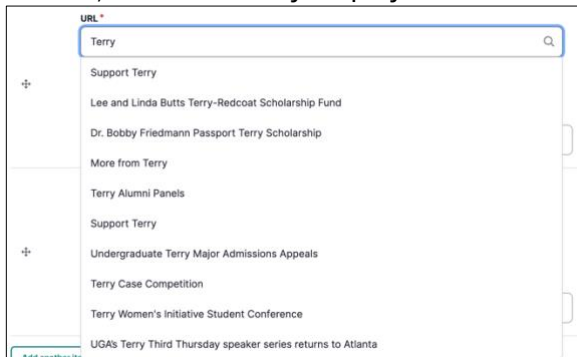 URL *
Terry
Support Terry
Lee and Linda Butts Terry-Redcoat Scholarship Fund
Dr. Bobby Friedmann Passport Terry Scholarship
More from Terry
Terry Alumni Panels
Support Terry
Undergraduate Terry Major Admissions Appeals
Terry Case Competition
Terry Women's Initiative Student Conference
UGA's Terry Third Thursday speaker series returns to Atlanta